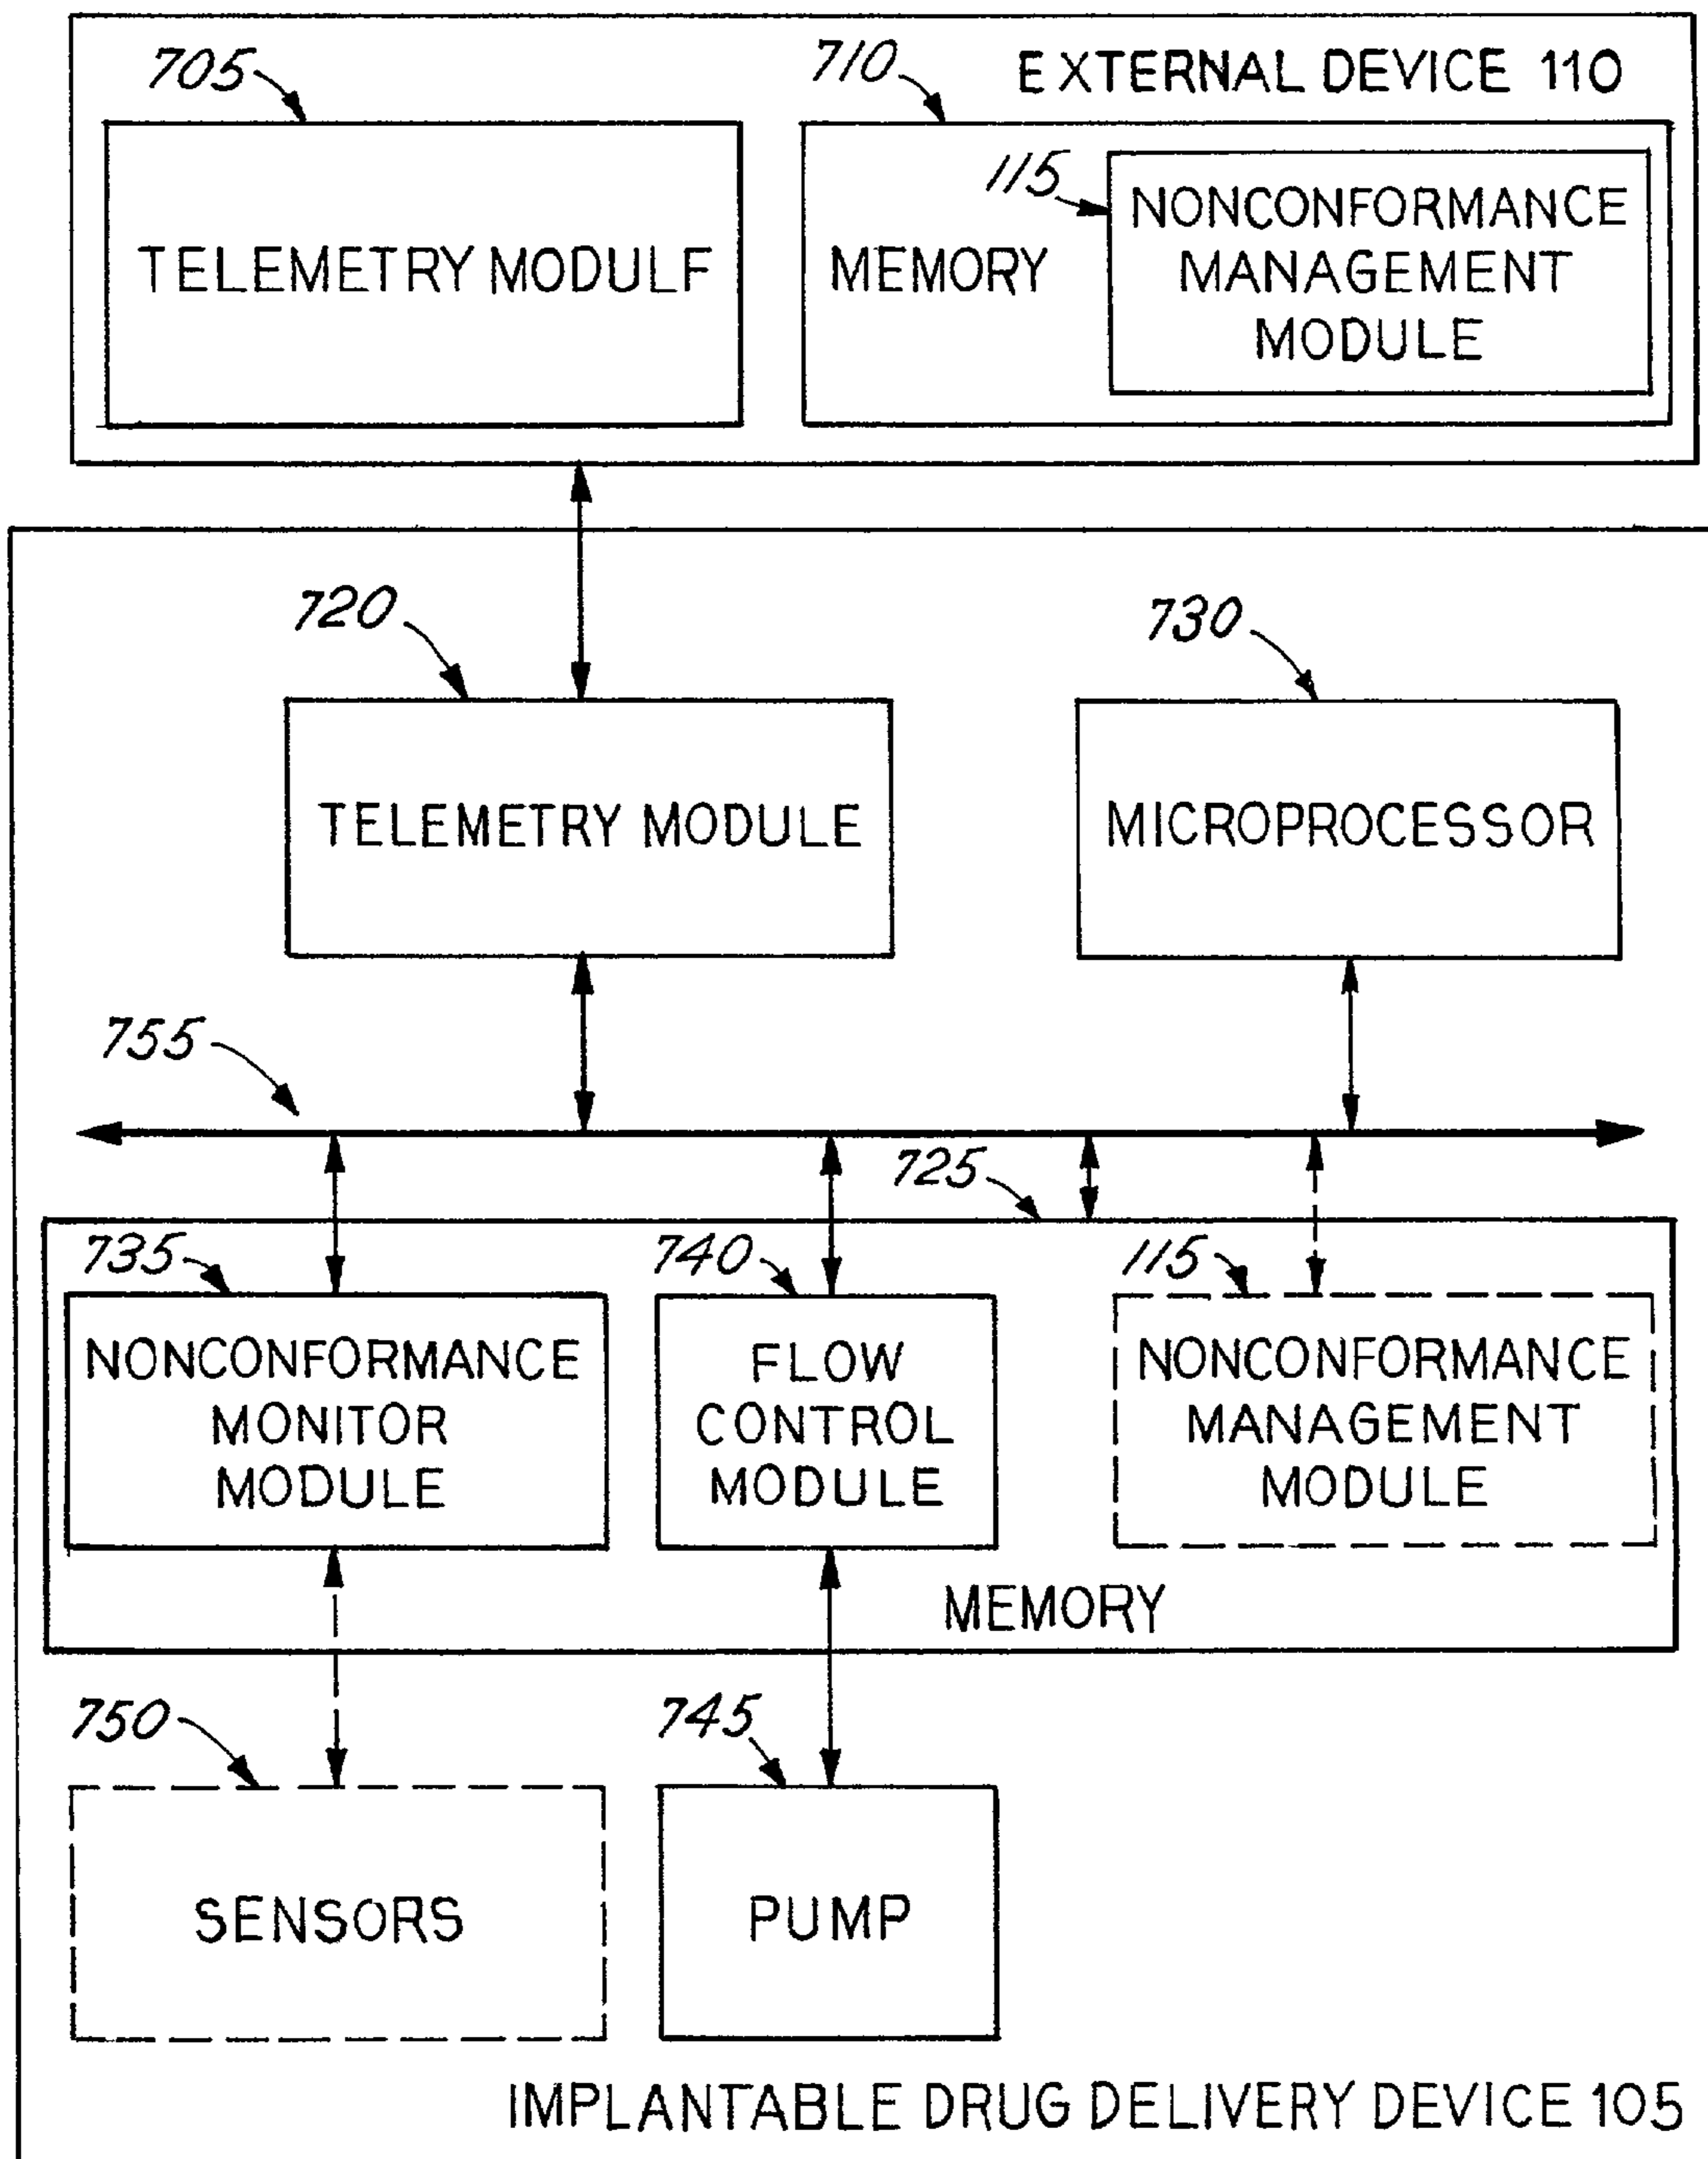 705
710
EXTERNAL DEVICE 110
TELEMETRY MODULF
MEMORY
115
NONCONFORMANCE
MANAGEMENT
MODULE
720
730
TELEMETRY MODULE
MICROPROCESSOR
755
725
735
740
115
NONCONFORMANCE
MONITOR
MODULE
FLOW
CONTROL
MODULE
NONCONFORMANCE
MANAGEMENT
MODULE
MEMORY
750
745
SENSORS
PUMP
IMPLANTABLE DRUG DELIVERY DEVICE 105